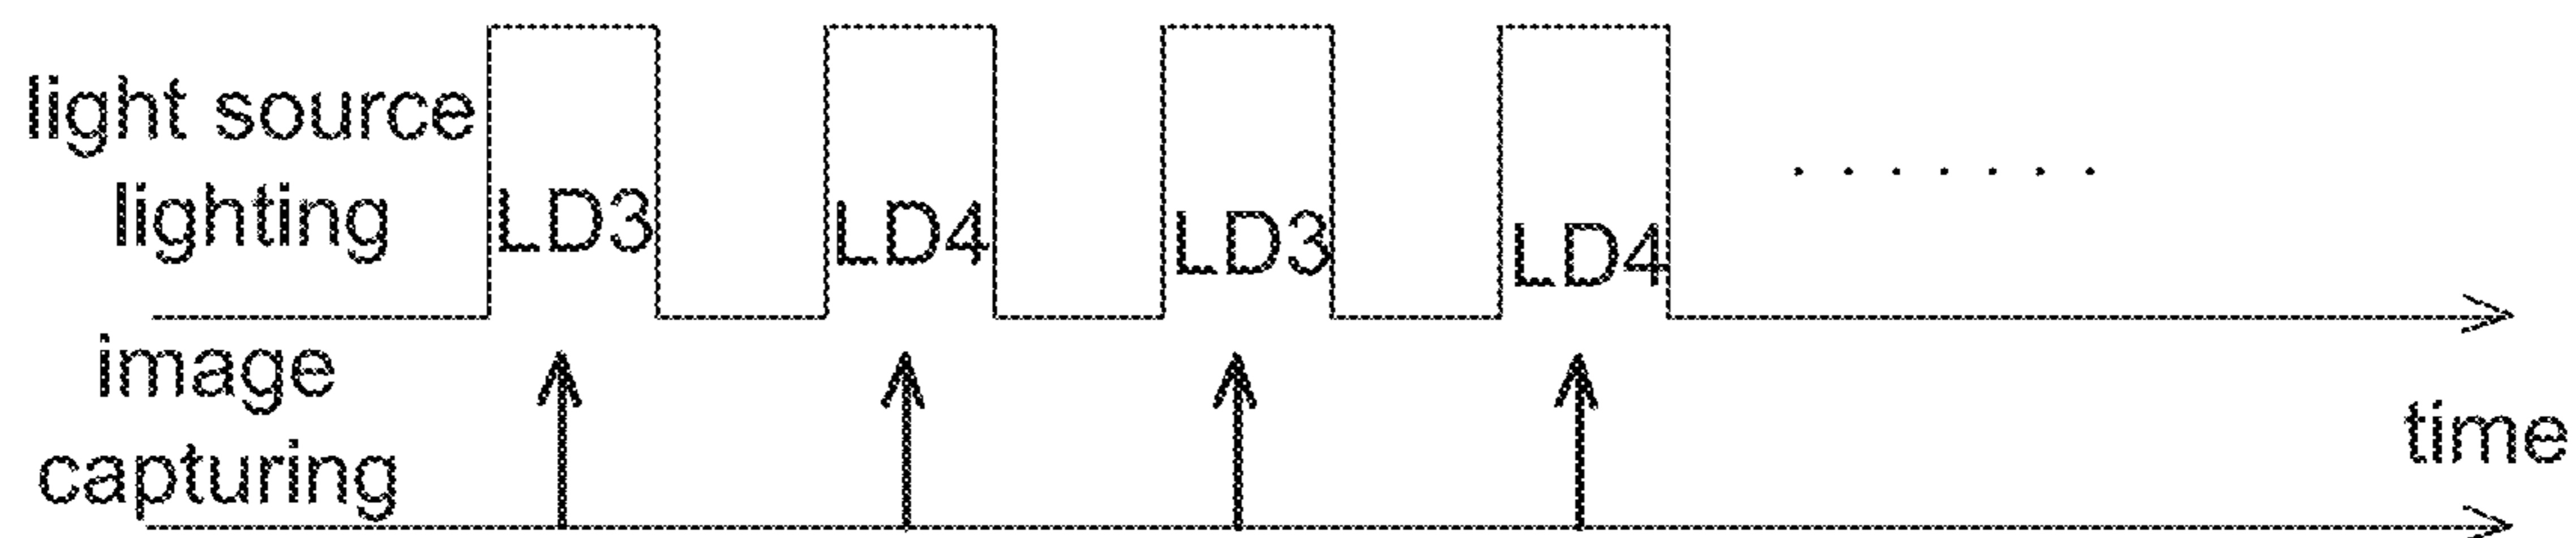 light source
lighting
LD3
LD4
LD3
LD4
.......
image
capturing
time